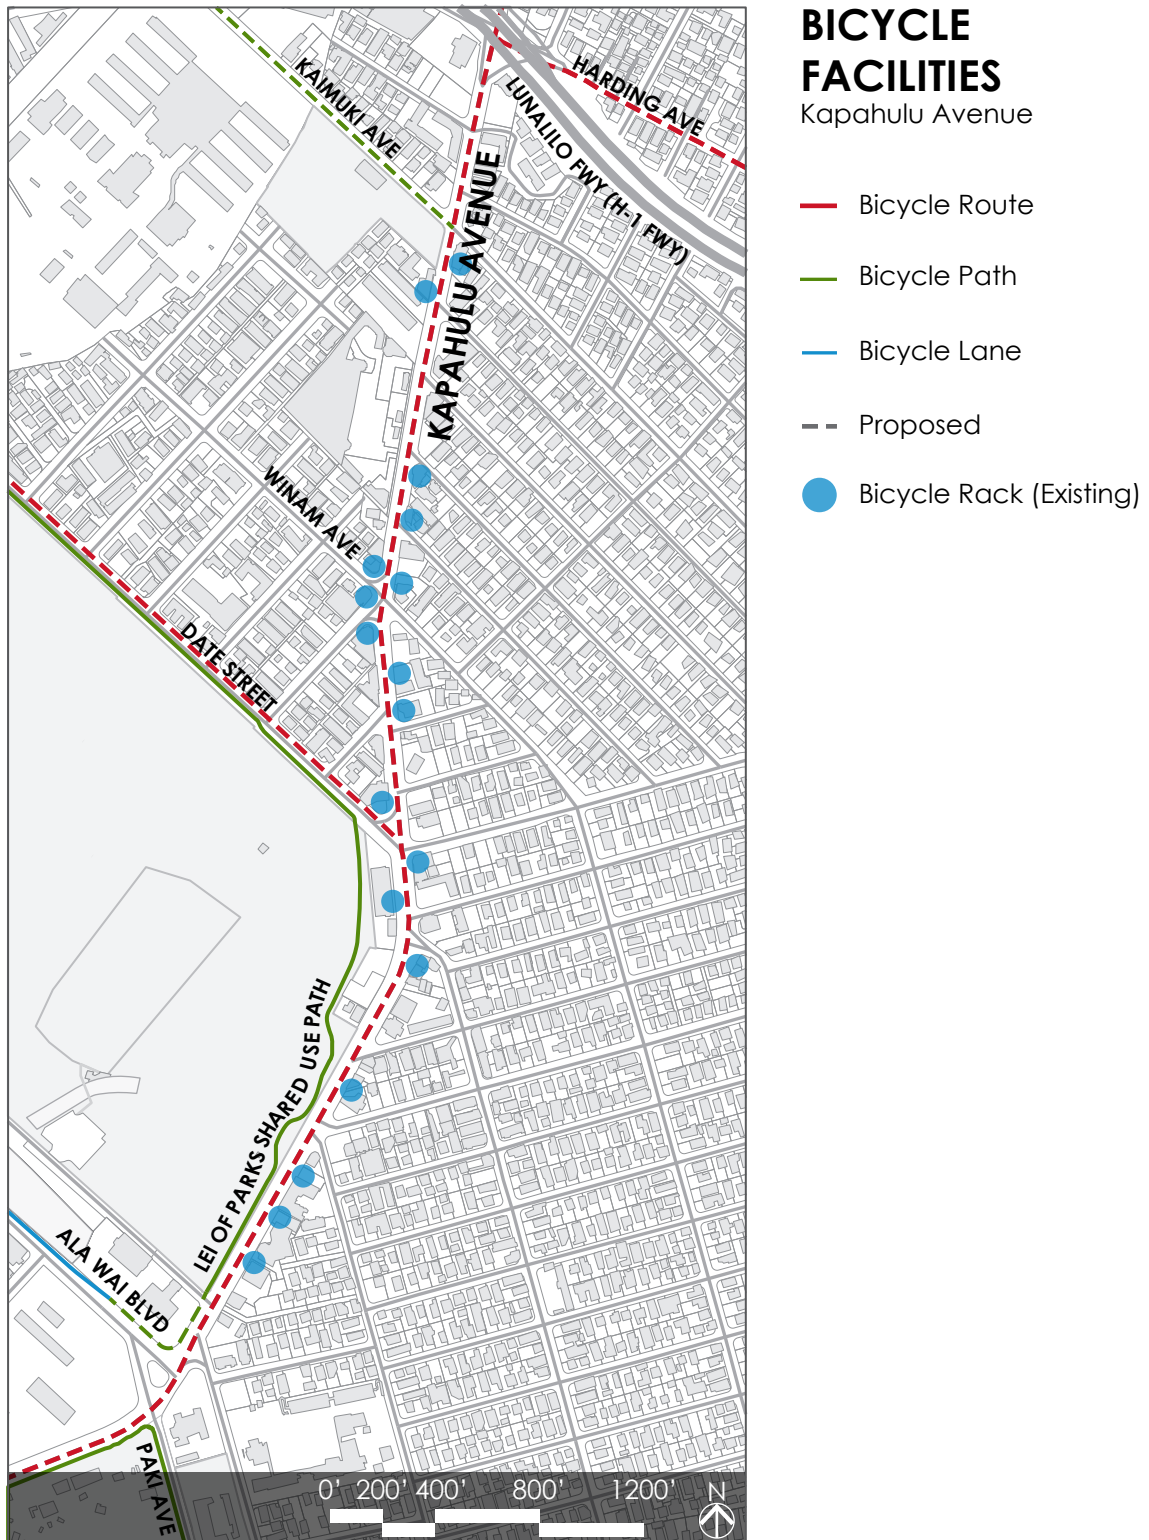 BICYCLE
FACILITIES
Kapahulu Avenue
Bicycle Route
Bicycle Path
Bicycle Lane
Proposed
Bicycle Rack (Existing)
KAIMUKI AVE
HARDING AVE
LUNALILO FWY (H-1 FWY)
KAPAHULU AVENUE
WINAM AVE
DATE STREET
LEI OF PARKS SHARED USE PATH
ALA WAI BLVD
PAKI AVE
0' 200' 400' 800' 1200' N